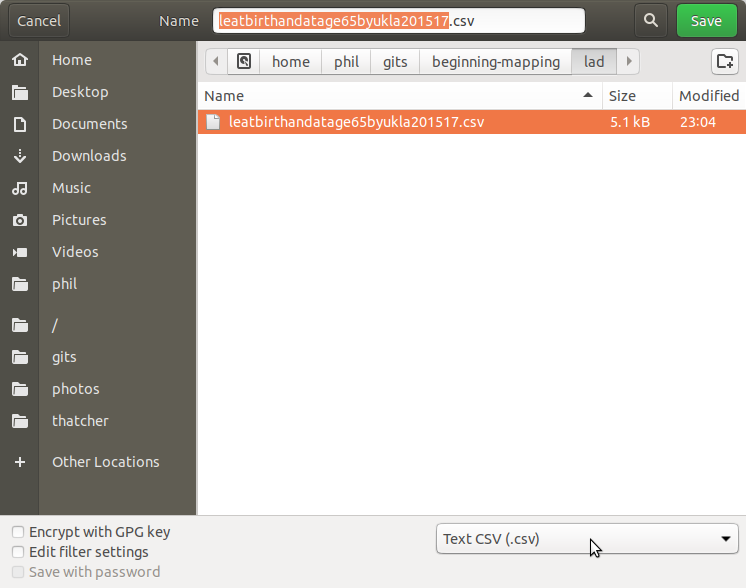 Cancel Name leatbirthandatage65byukla201517.csv Save
home phil gits beginning-mapping lad
Name Size Modified
leatbirthandatage65byukla201517.csv 5.1 kB 23:04
Home
Desktop
Documents
Downloads
Music
Pictures
Videos
phil
/
gits
photos
thatcher
+ Other Locations
Encrypt with GPG key
Edit filter settings
Save with password
Text CSV (.csv)